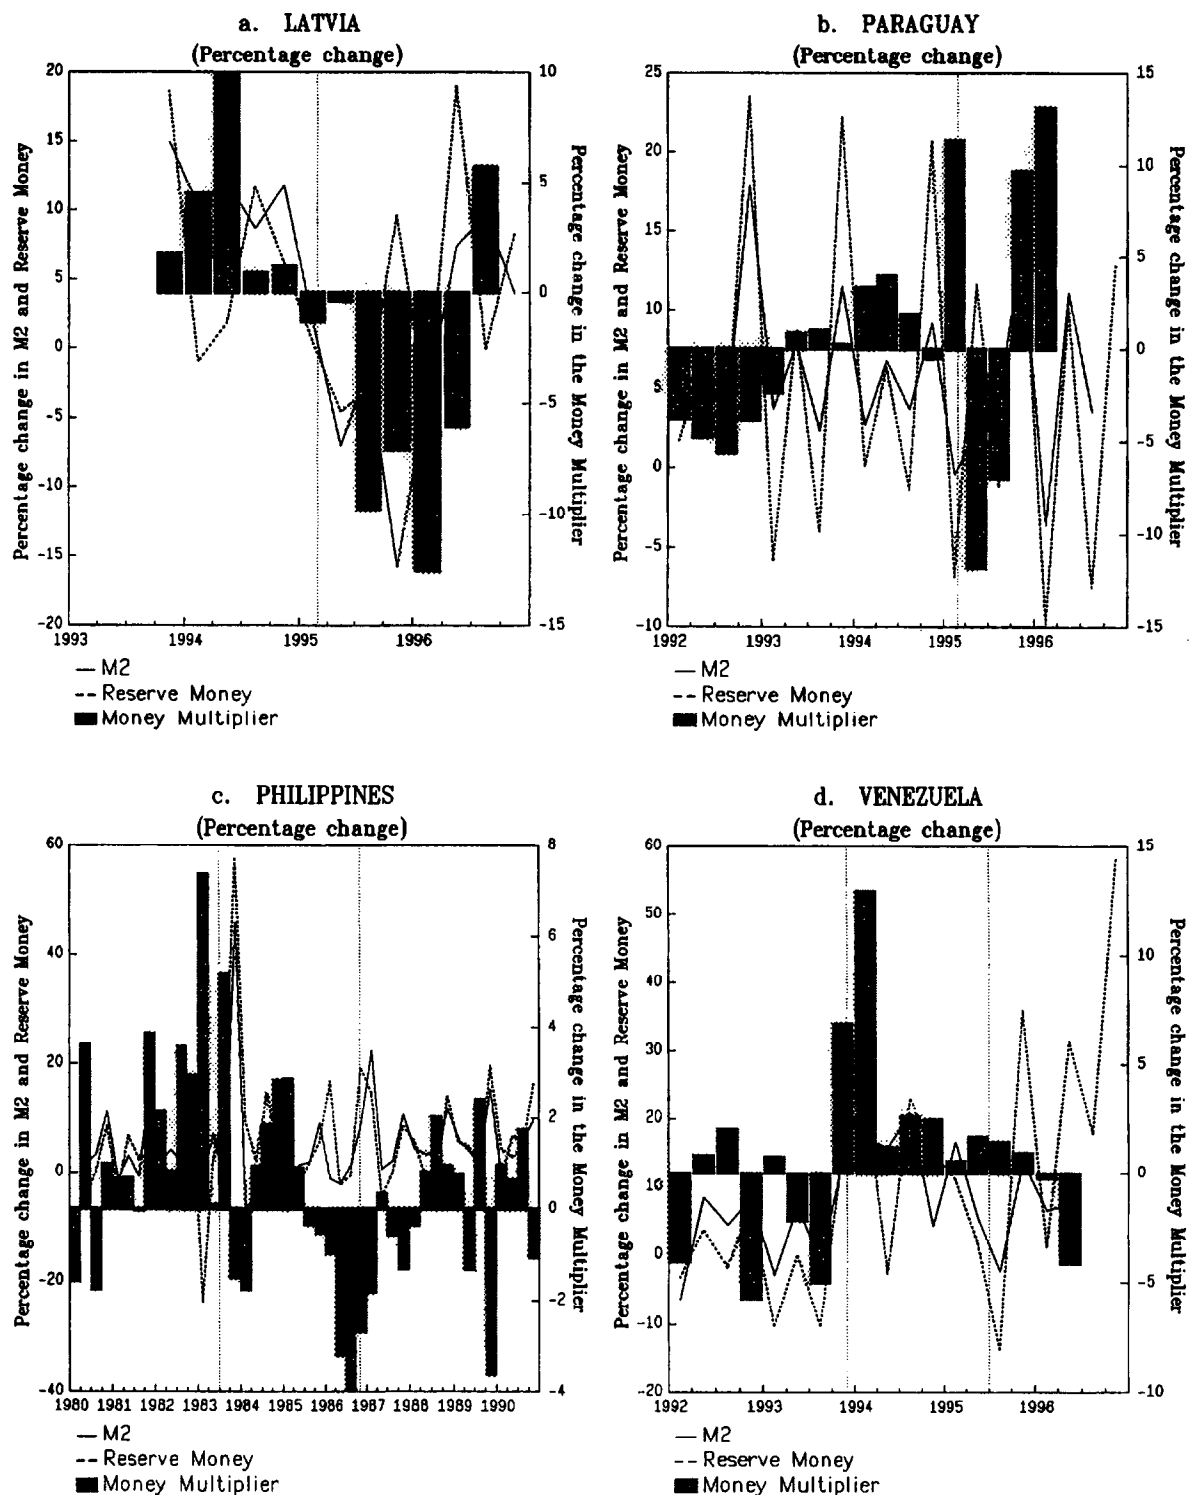 a. LATVIA
(Percentage change)
Percentage change in M2 and Reserve Money
20
15
10
5
0
-5
-10
-15
-20
10
5
0
-5
-10
-15
Percentage change in the Money Multiplier
1993
1994
1995
1996
M2
Reserve Money
Money Multiplier
b. PARAGUAY
(Percentage change)
Percentage change in M2 and Reserve Money
25
20
15
10
5
0
-5
-10
15
10
5
0
-5
-10
-15
Percentage change in the Money Multiplier
1992
1993
1994
1995
1996
M2
Reserve Money
Money Multiplier
c. PHILIPPINES
(Percentage change)
Percentage change in M2 and Reserve Money
60
40
20
0
-20
-40
8
6
4
2
0
-2
-4
Percentage change in the Money Multiplier
1980
1981
1982
1983
1984
1985
1986
1987
1988
1989
1990
M2
Reserve Money
Money Multiplier
d. VENEZUELA
(Percentage change)
Percentage change in M2 and Reserve Money
60
50
40
30
20
10
0
-10
-20
15
10
5
0
-5
-10
Percentage change in the Money Multiplier
1992
1993
1994
1995
1996
M2
Reserve Money
Money Multiplier